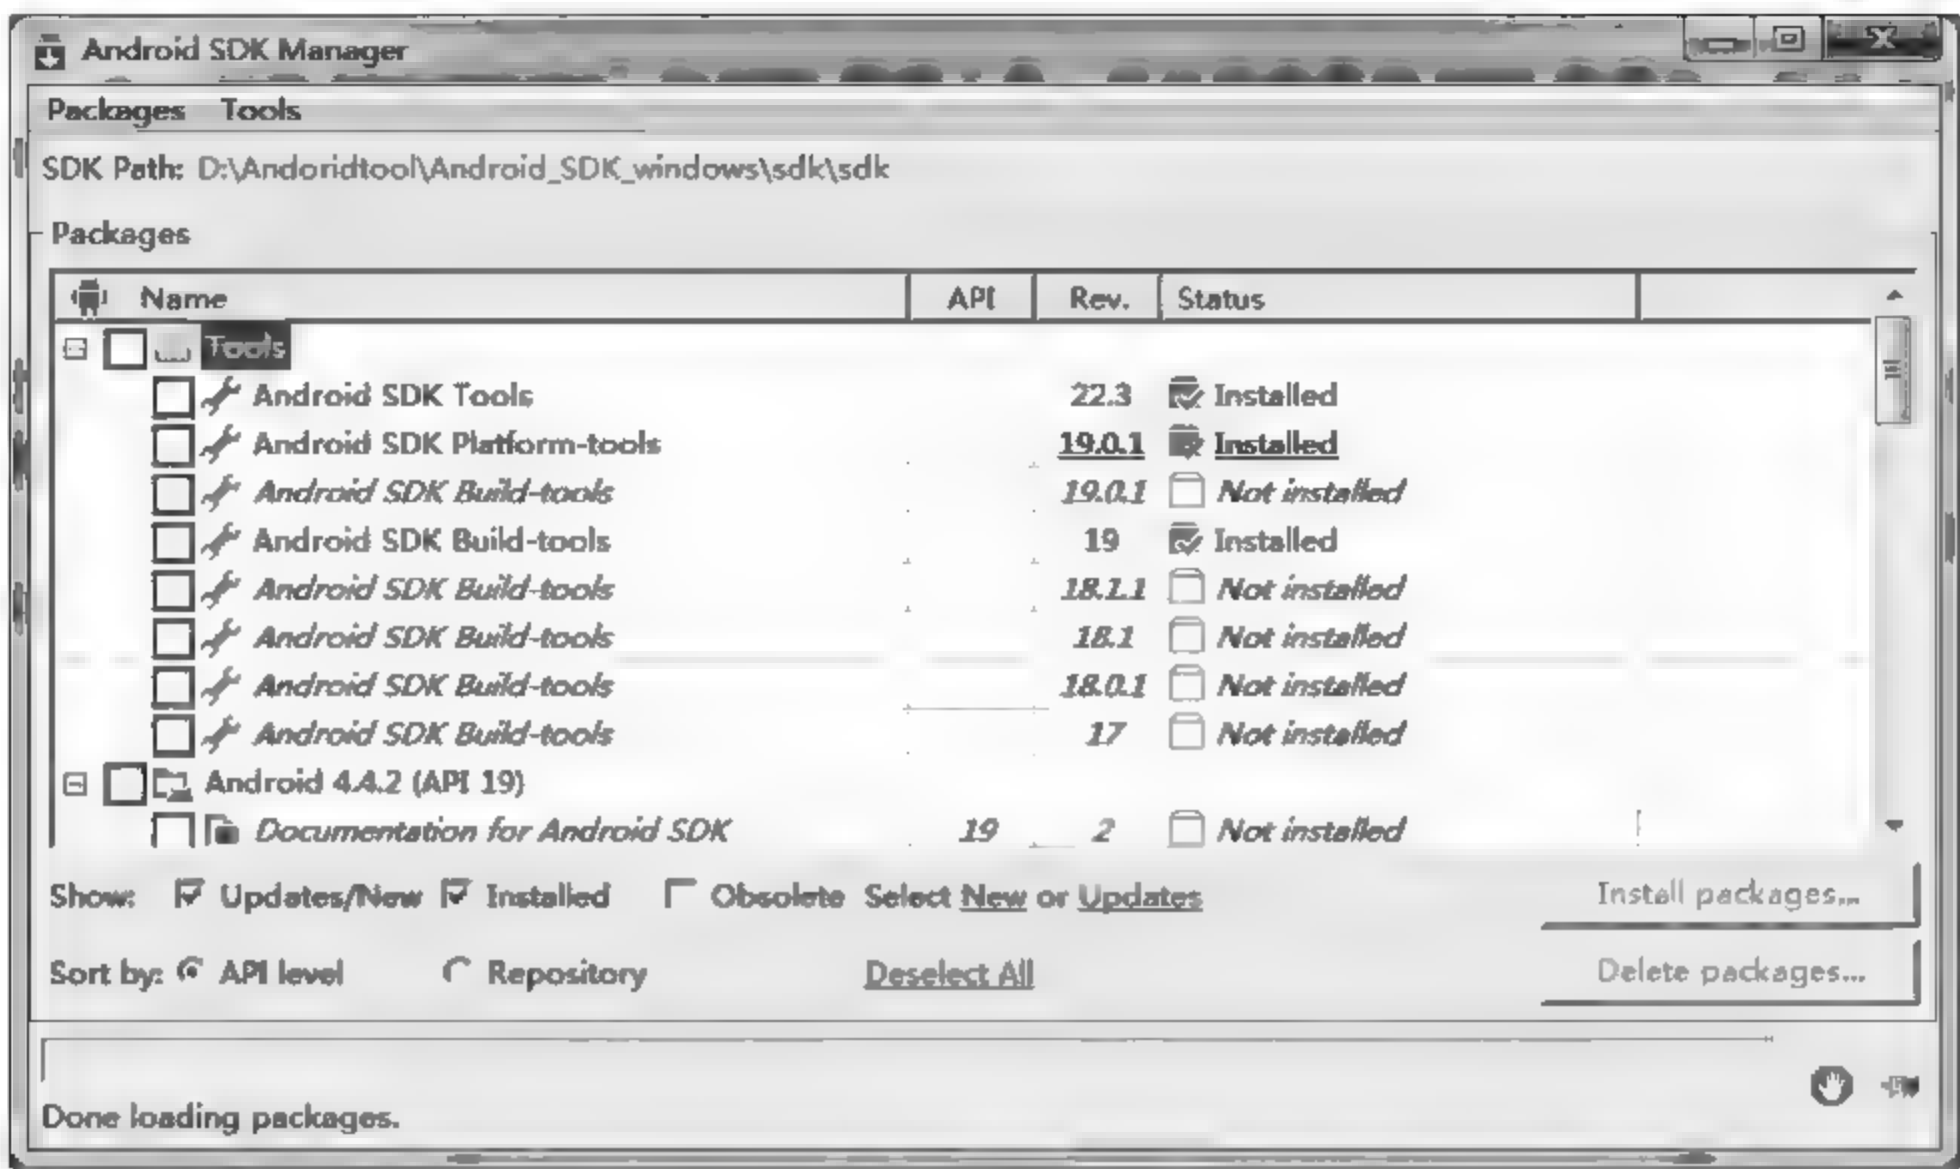 Android SDK Manager
Packages Tools
SDK Path: D:\Andoridtool\Android_SDK_windows\sdk\sdk
Packages
Name API Rev. Status
Tools
Android SDK Tools 22.3 Installed
Android SDK Platform-tools 19.0.1 Installed
Android SDK Build-tools 19.0.1 Not installed
Android SDK Build-tools 19 Installed
Android SDK Build-tools 18.1.1 Not installed
Android SDK Build-tools 18.1 Not installed
Android SDK Build-tools 18.0.1 Not installed
Android SDK Build-tools 17 Not installed
Android 4.4.2 (API 19)
Documentation for Android SDK 19 2 Not installed
Show: Updates/New Installed Obsolete Select New or Updates Install packages...
Sort by: API level Repository Deselect All Delete packages...
Done loading packages.